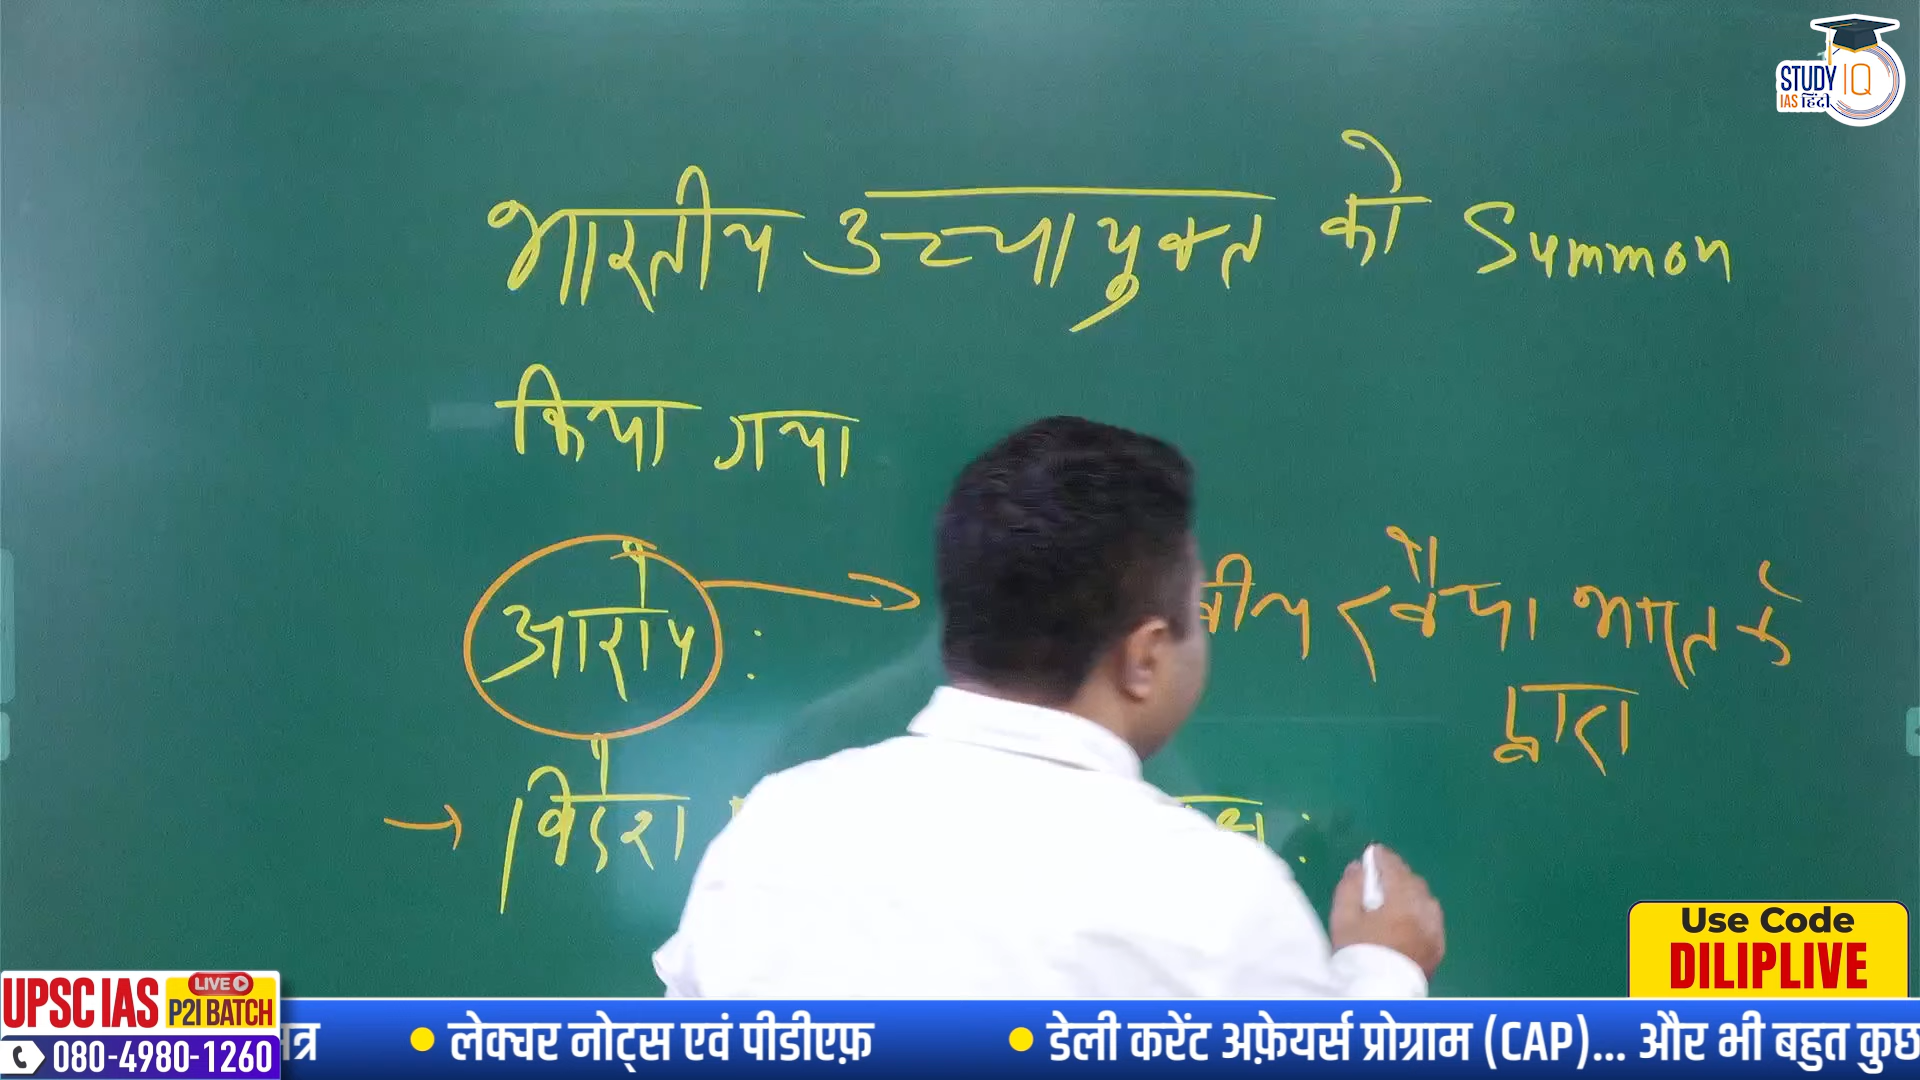 STUDY IQ
IAS हिंदी
भारतीय उच्चायुक्त को Summon
किया गया
आरोप :
रवैया भारत के
द्वारा
→ विदेश
Use Code
DILIPLIVE
UPSC IAS LIVE P2I BATCH
080-4980-1260
लेक्चर नोट्स एवं पीडीएफ़
डेली करेंट अफ़ेयर्स प्रोग्राम (CAP)... और भी बहुत कुछ